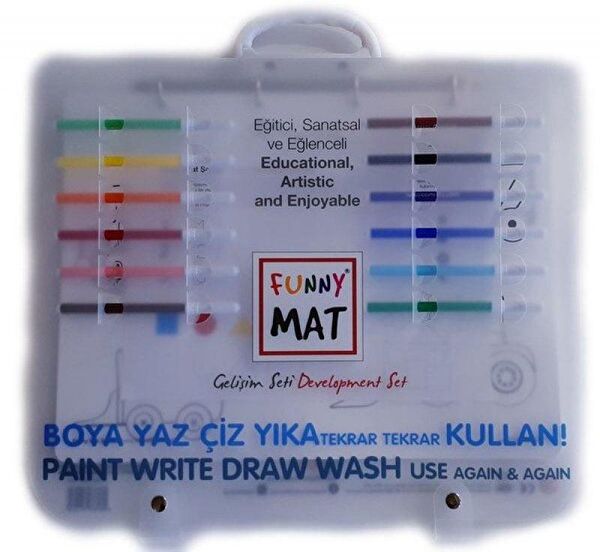 Eğitici, Sanatsal
ve Eğlenceli
Educational,
Artistic
and Enjoyable
FUNNY®
MAT
Gelişim Seti Development Set
BOYA YAZ ÇİZ YIKA TEKRAR TEKRAR KULLAN!
PAINT WRITE DRAW WASH USE AGAIN & AGAIN